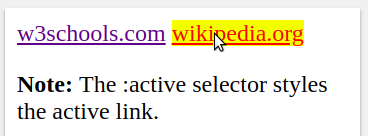 w3schools.com wikipedia.org
Note: The :active selector styles
the active link.